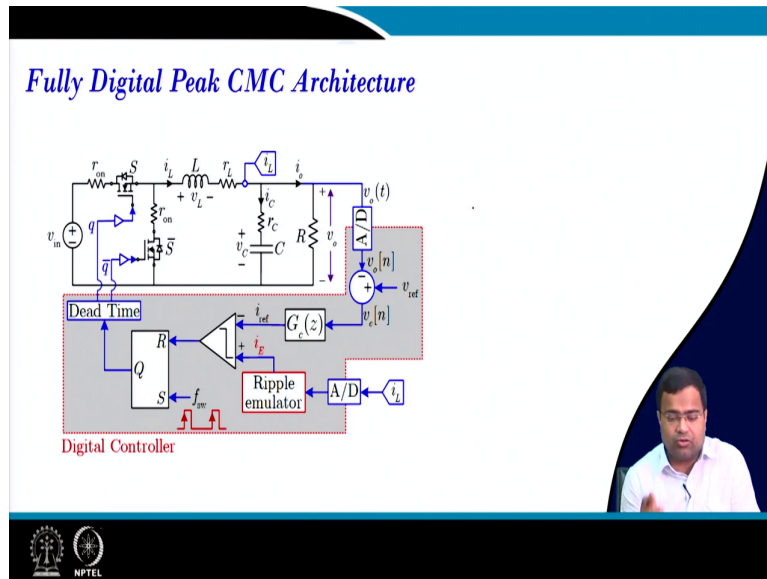 Fully Digital Peak CMC Architecture
r_on S i_L L r_L i_L i_o
+ v_L −
v_o(t)
r_on
i_C
v_in q
r_C
+ +
A/D
S̅
v_C C R v_o
q̅
− −
v_o[n]
− +
v_ref
Dead Time
i_ref G_c(z) v_e[n]
−
R
+ i_E
Q
Ripple
emulator
A/D i_L
S f_sw
Digital Controller
NPTEL